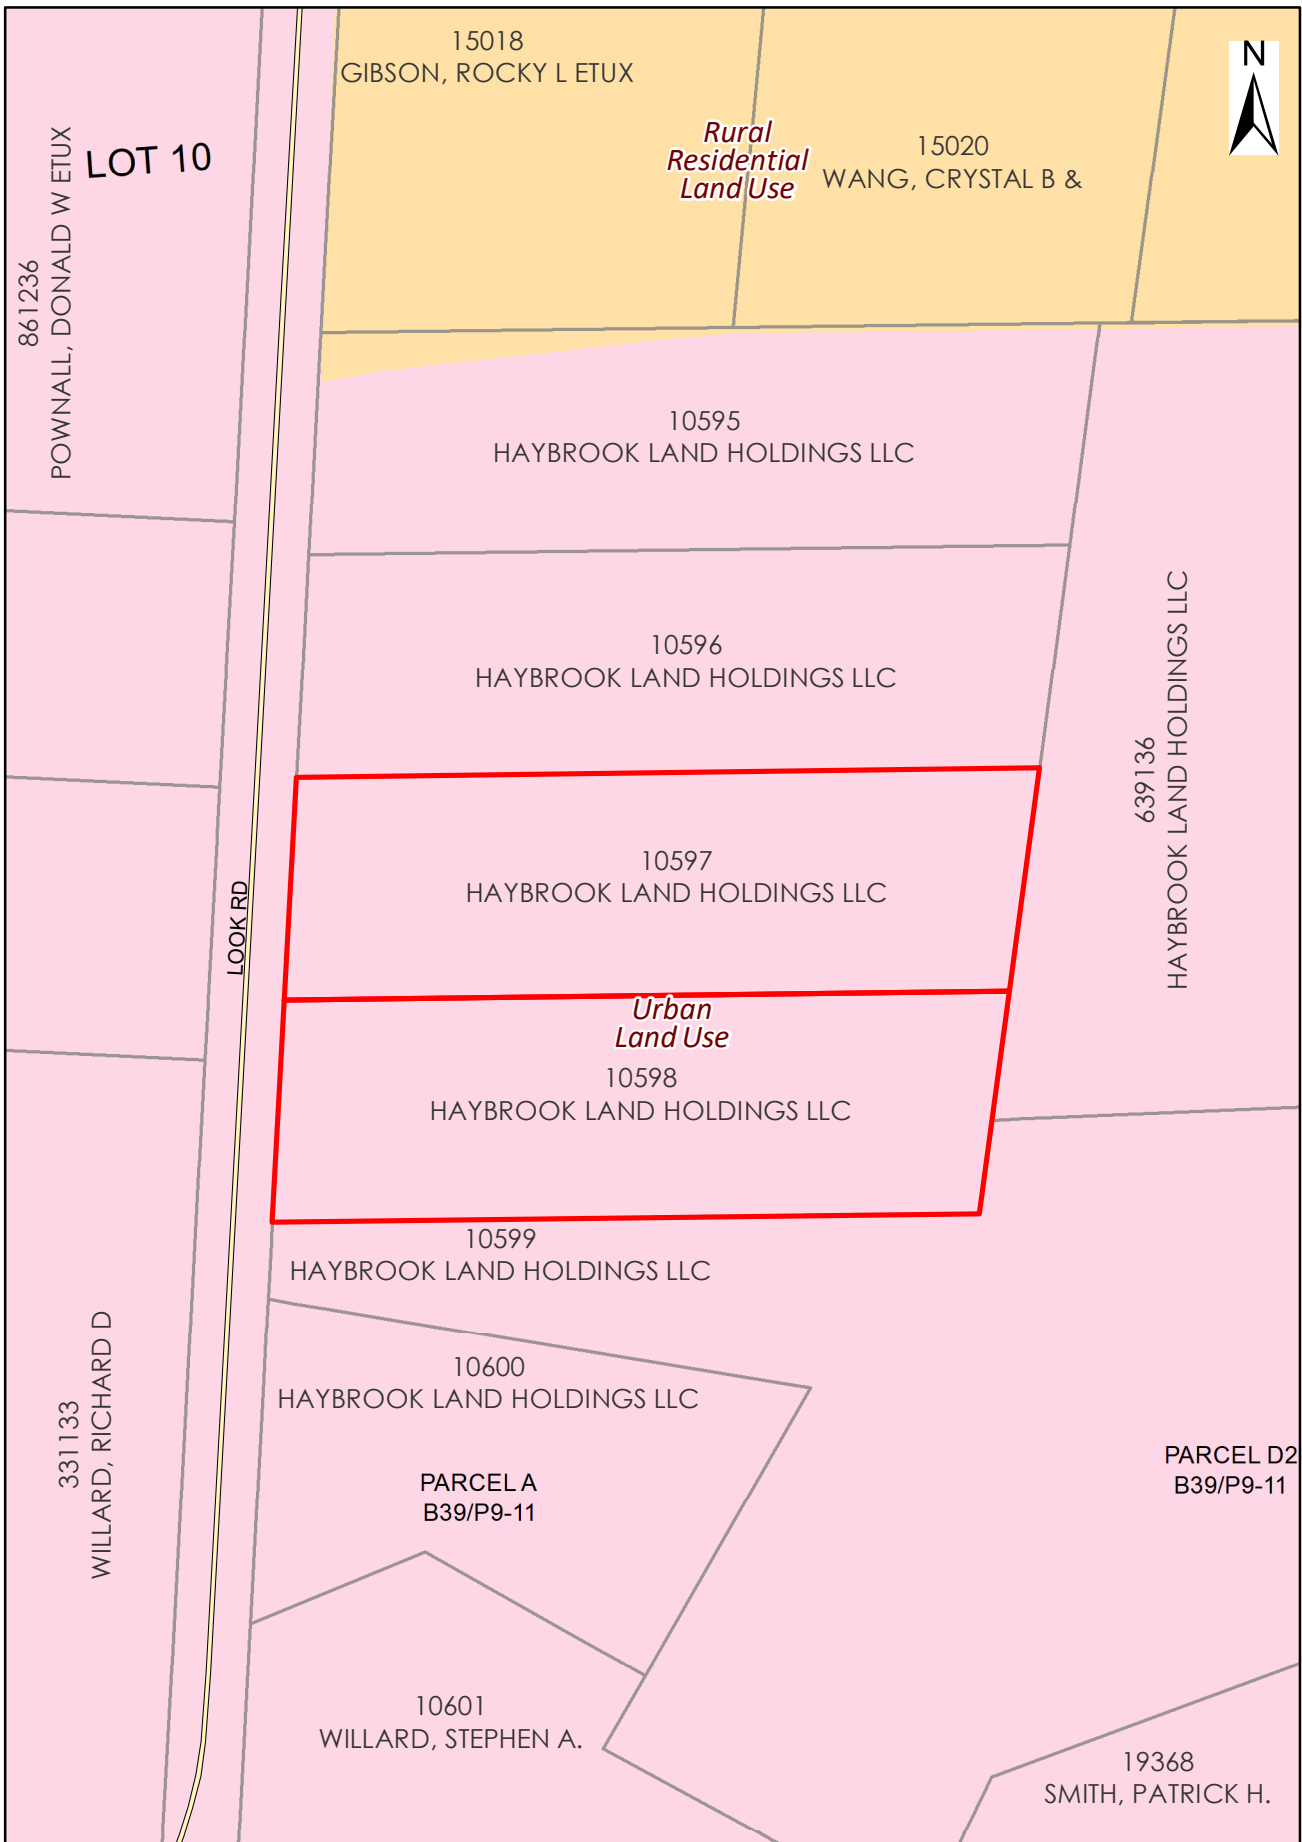 15018
GIBSON, ROCKY L ETUX
N
LOT 10
Rural
Residential
Land Use
15020
WANG, CRYSTAL B &
861236
POWNALL, DONALD W ETUX
10595
HAYBROOK LAND HOLDINGS LLC
10596
HAYBROOK LAND HOLDINGS LLC
639136
HAYBROOK LAND HOLDINGS LLC
10597
HAYBROOK LAND HOLDINGS LLC
LOOK RD
Urban
Land Use
10598
HAYBROOK LAND HOLDINGS LLC
10599
HAYBROOK LAND HOLDINGS LLC
331133
WILLARD, RICHARD D
10600
HAYBROOK LAND HOLDINGS LLC
PARCEL A
B39/P9-11
PARCEL D2
B39/P9-11
10601
WILLARD, STEPHEN A.
19368
SMITH, PATRICK H.